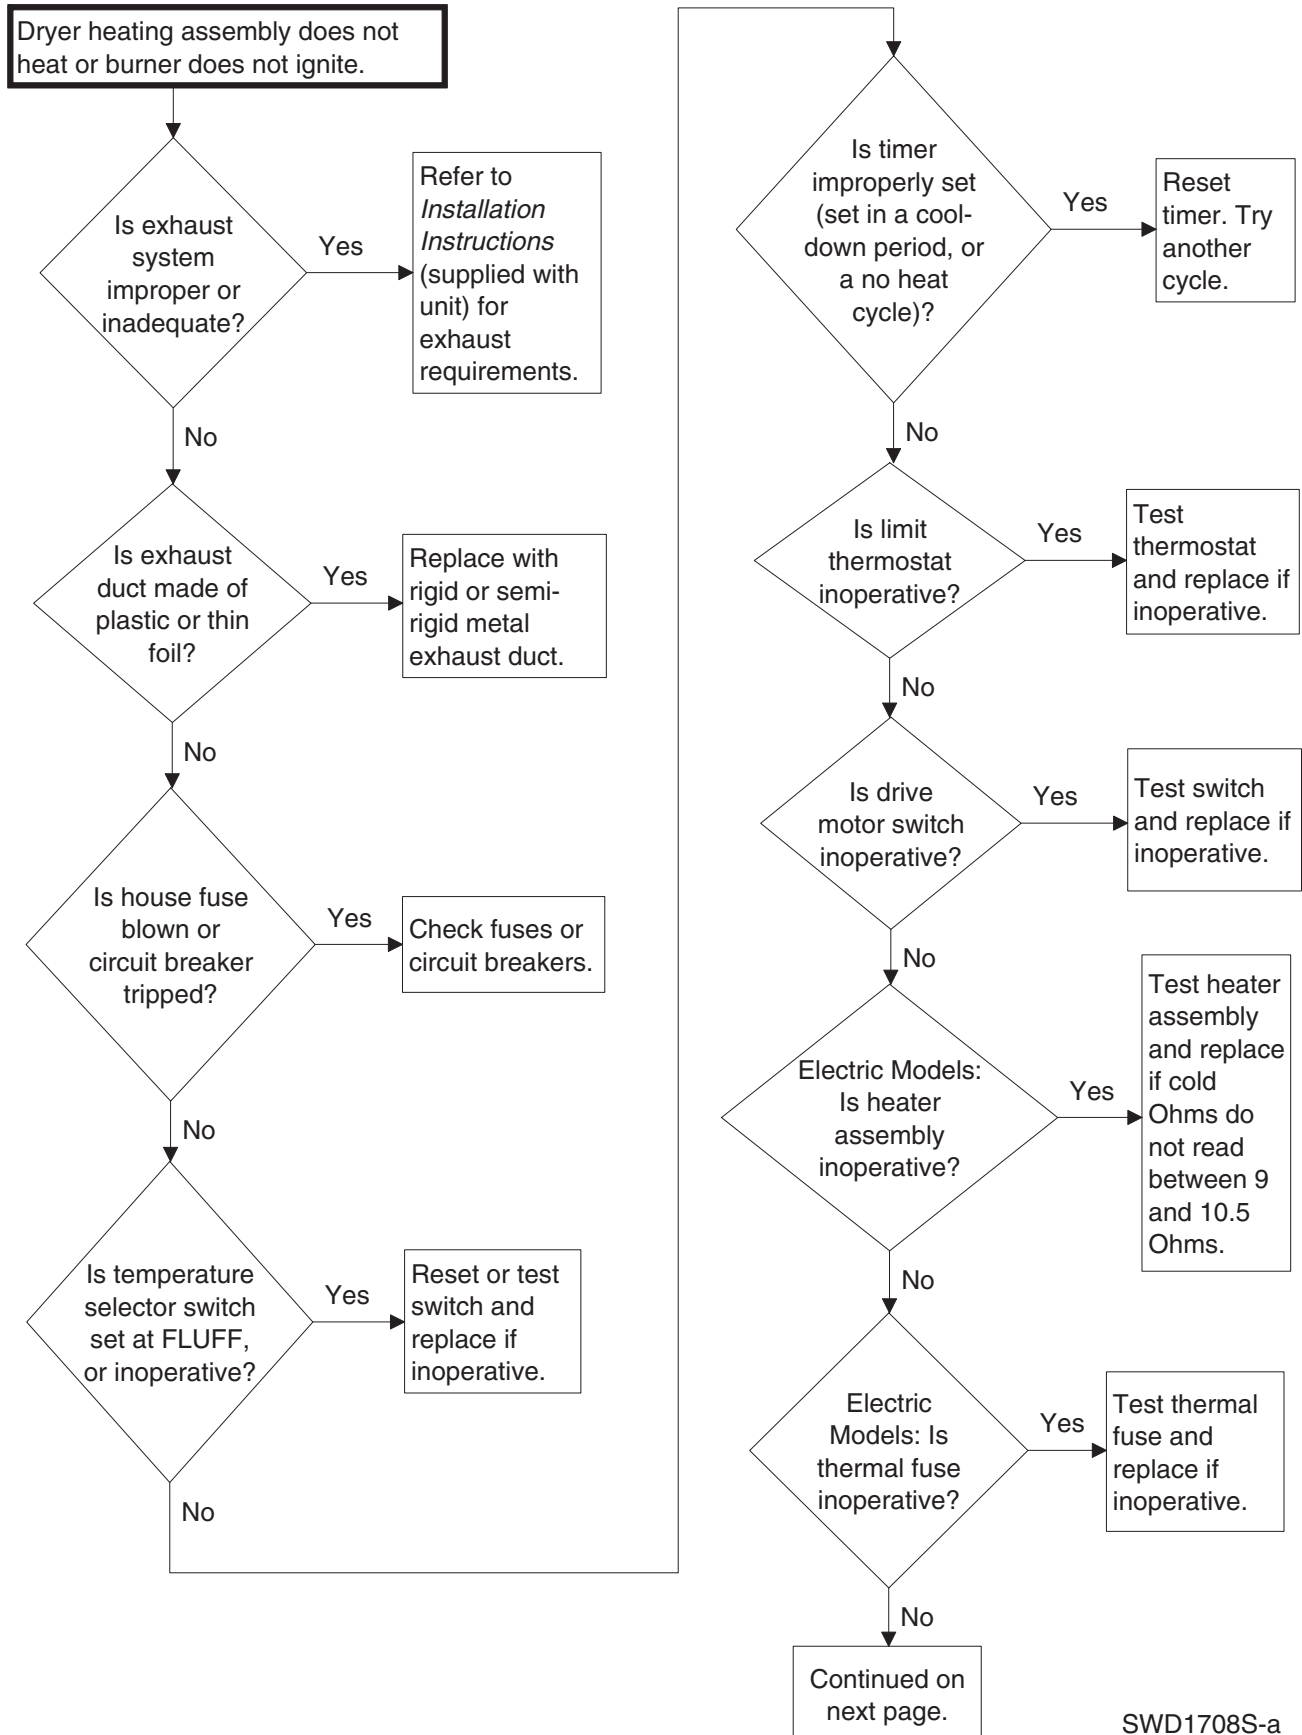 Dryer heating assembly does not
heat or burner does not ignite.
Is exhaust
system
improper or
inadequate?
Yes
Refer to
Installation
Instructions
(supplied with
unit) for
exhaust
requirements.
No
Is exhaust
duct made of
plastic or thin
foil?
Yes
Replace with
rigid or semi-
rigid metal
exhaust duct.
No
Is house fuse
blown or
circuit breaker
tripped?
Yes
Check fuses or
circuit breakers.
No
Is temperature
selector switch
set at FLUFF,
or inoperative?
Yes
Reset or test
switch and
replace if
inoperative.
No
Is timer
improperly set
(set in a cool-
down period, or
a no heat
cycle)?
Yes
Reset
timer. Try
another
cycle.
No
Is limit
thermostat
inoperative?
Yes
Test
thermostat
and replace if
inoperative.
No
Is drive
motor switch
inoperative?
Yes
Test switch
and replace if
inoperative.
No
Electric Models:
Is heater
assembly
inoperative?
Yes
Test heater
assembly
and replace
if cold
Ohms do
not read
between 9
and 10.5
Ohms.
No
Electric
Models: Is
thermal fuse
inoperative?
Yes
Test thermal
fuse and
replace if
inoperative.
No
Continued on
next page.
SWD1708S-a